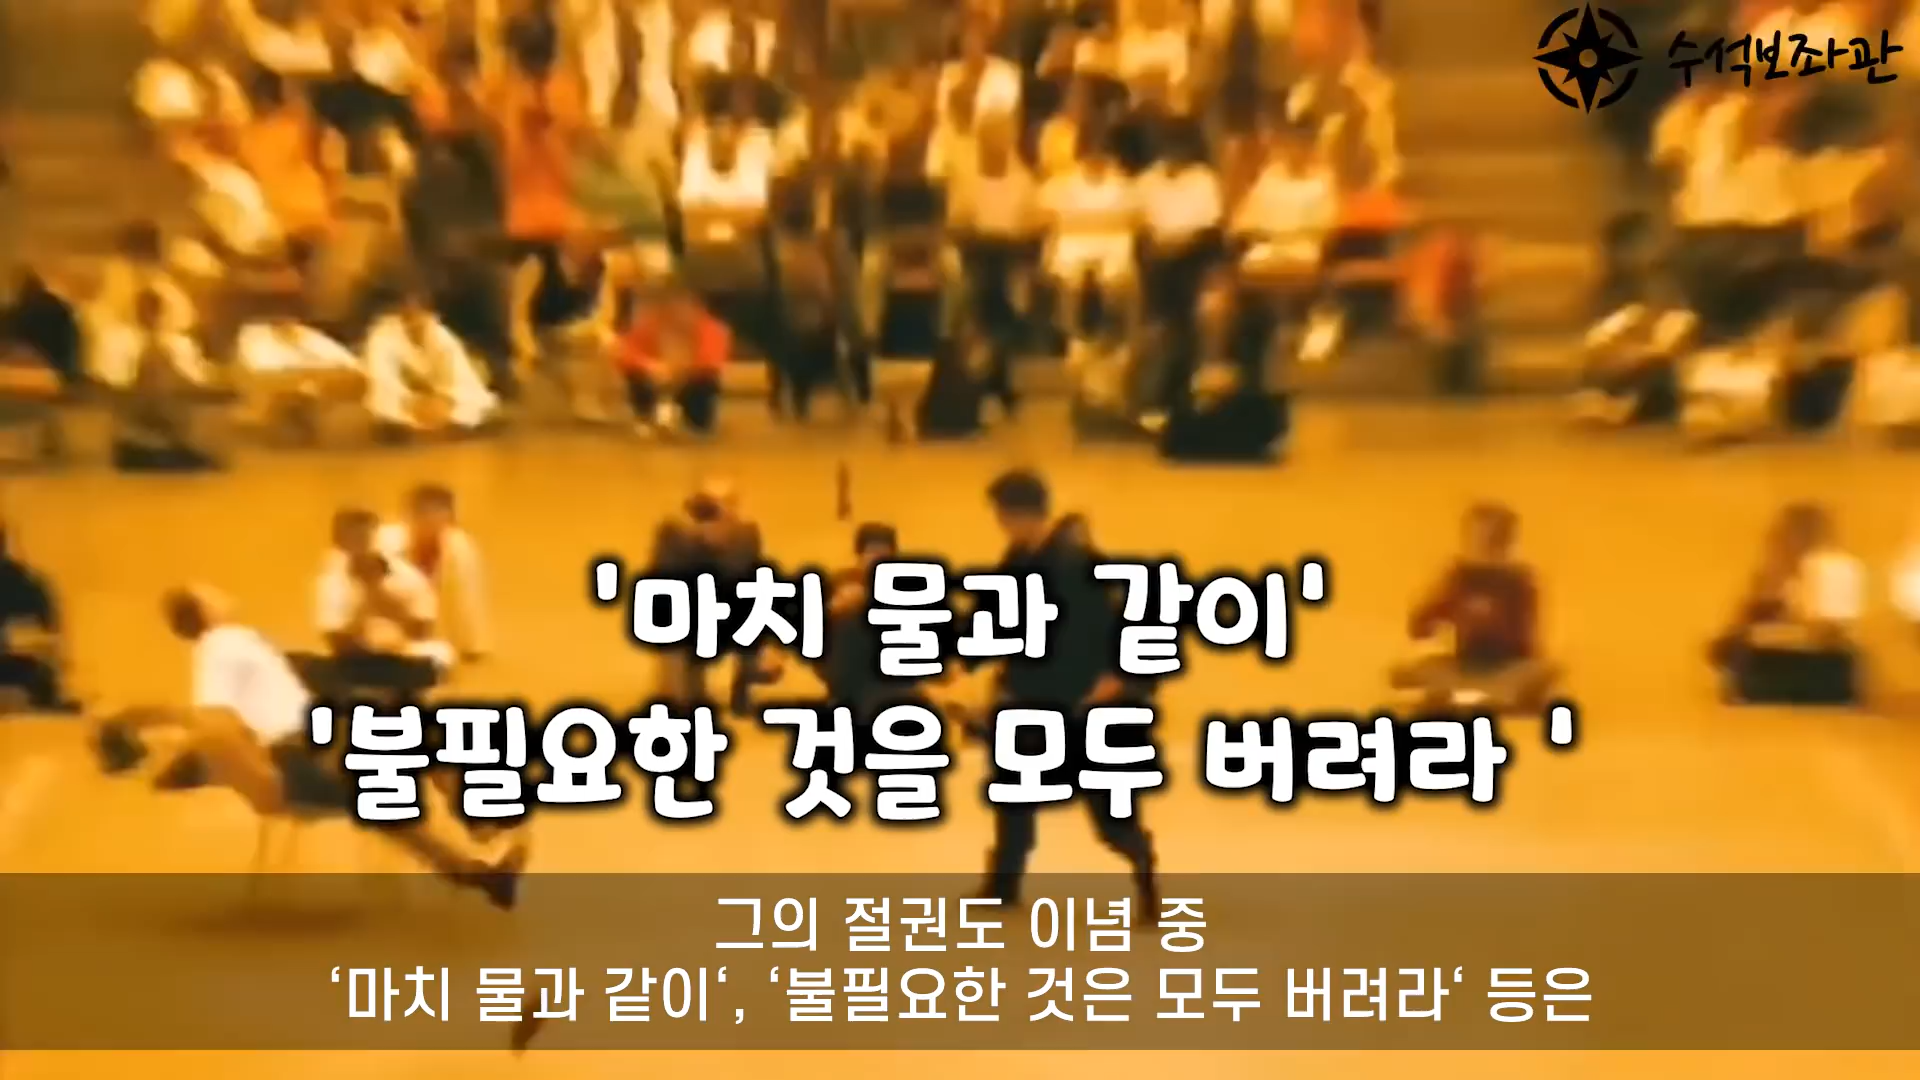 수석보좌관
'마치 물과 같이'
'불필요한 것을 모두 버려라 '
그의 절권도 이념 중
‘마치 물과 같이‘, ‘불필요한 것은 모두 버려라‘ 등은